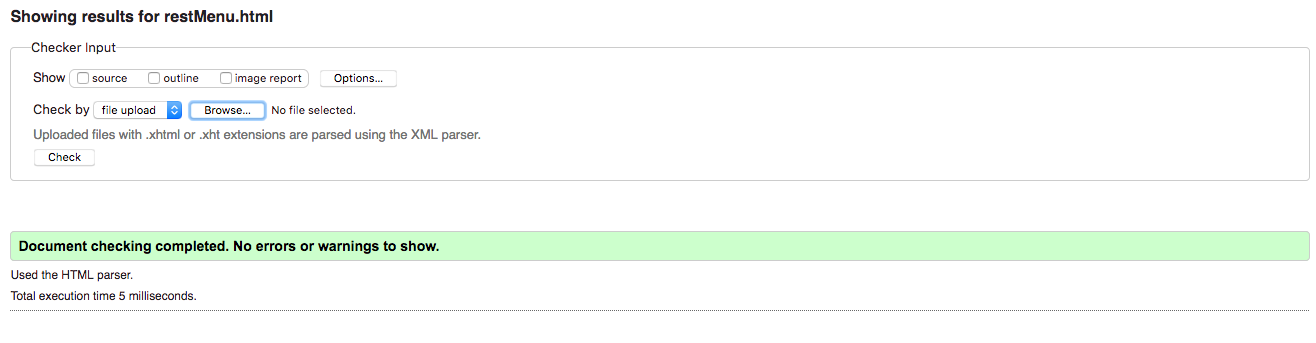 Showing results for restMenu.html
Checker Input
Show source outline image report Options...
Check by file upload Browse... No file selected.
Uploaded files with .xhtml or .xht extensions are parsed using the XML parser.
Check
Document checking completed. No errors or warnings to show.
Used the HTML parser.
Total execution time 5 milliseconds.